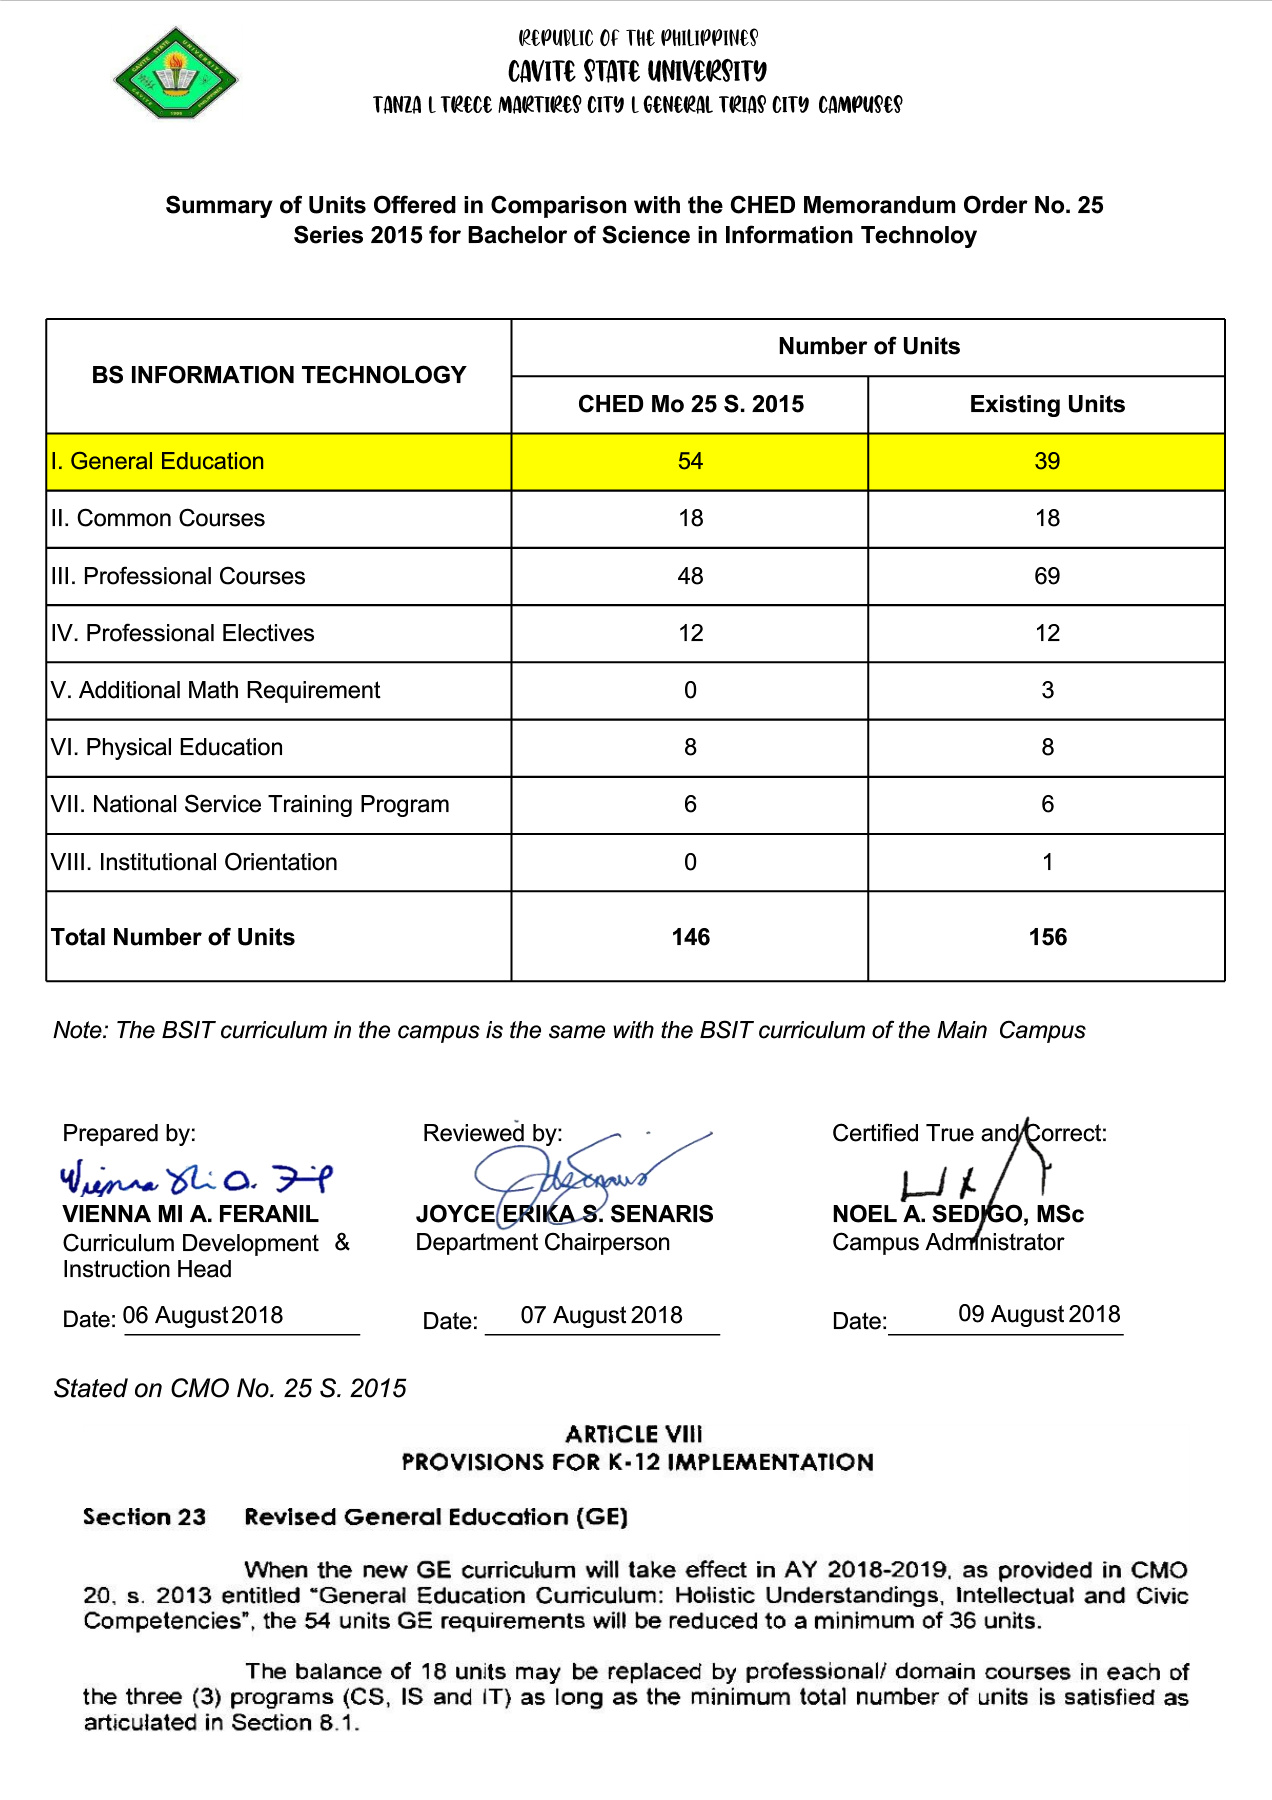 REPUBLIC OF THE PHILIPPINES
CAVITE STATE UNIVERSITY
TANZA L TRECE MARTIRES CITY L GENERAL TRIAS CITY CAMPUSES
CAVITE STATE UNIVERSITY
CAVITE
PHILIPPINES
1906
Summary of Units Offered in Comparison with the CHED Memorandum Order No. 25
Series 2015 for Bachelor of Science in Information Technoloy
BS INFORMATION TECHNOLOGY
Number of Units
CHED Mo 25 S. 2015 Existing Units
I. General Education 54 39
II. Common Courses 18 18
III. Professional Courses 48 69
IV. Professional Electives 12 12
V. Additional Math Requirement 0 3
VI. Physical Education 8 8
VII. National Service Training Program 6 6
VIII. Institutional Orientation 0 1
Total Number of Units 146 156
Note: The BSIT curriculum in the campus is the same with the BSIT curriculum of the Main Campus
Prepared by: Reviewed by: Certified True and Correct:
VIENNA MI A. FERANIL JOYCE ERIKA S. SENARIS NOEL A. SEDIGO, MSc
Curriculum Development & Department Chairperson Campus Administrator
Instruction Head
Date: 06 August 2018 Date: 07 August 2018 Date: 09 August 2018
Stated on CMO No. 25 S. 2015
ARTICLE VIII
PROVISIONS FOR K-12 IMPLEMENTATION
Section 23 Revised General Education (GE)
When the new GE curriculum will take effect in AY 2018-2019, as provided in CMO
20, s. 2013 entitled "General Education Curriculum: Holistic Understandings, Intellectual and Civic
Competencies", the 54 units GE requirements will be reduced to a minimum of 36 units.
The balance of 18 units may be replaced by professional/ domain courses in each of
the three (3) programs (CS, IS and IT) as long as the minimum total number of units is satisfied as
articulated in Section 8.1.